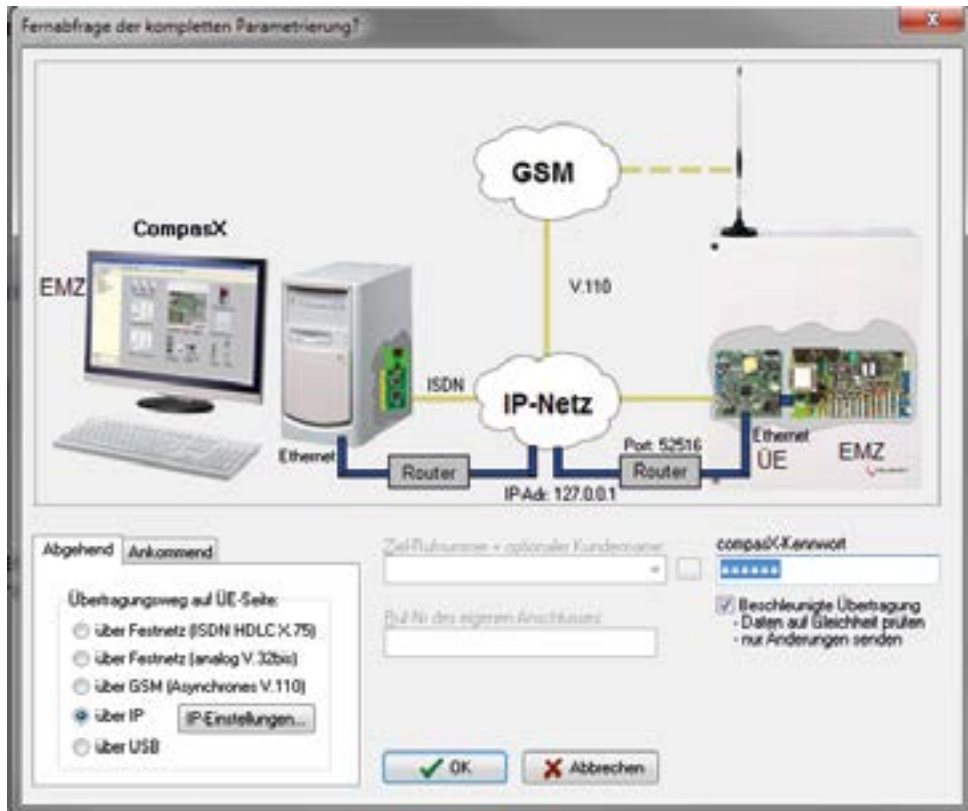 Fernabfrage der kompletten Parametrierung?
GSM
CompasX
EMZ
V.110
ISDN
IP-Netz
Ethernet
Router
Port: 52516
Router
Ethernet
ÜE
EMZ
IP-Adr: 127.0.0.1
Abgehend
Ankommend
Übertragungsweg auf ÜE-Seite:
über Festnetz (ISDN HDLC X.75)
über Festnetz (analog V.32bis)
über GSM (Asynchrones V.110)
über IP
IP-Einstellungen...
über USB
Ziel-Rufnummer + optionaler Kundenname:
Ruf-Nr des eigenen Anschlusses:
compasX-Kennwort
******
Beschleunigte Übertragung
- Daten auf Gleichheit prüfen
- nur Änderungen senden
OK
Abbrechen